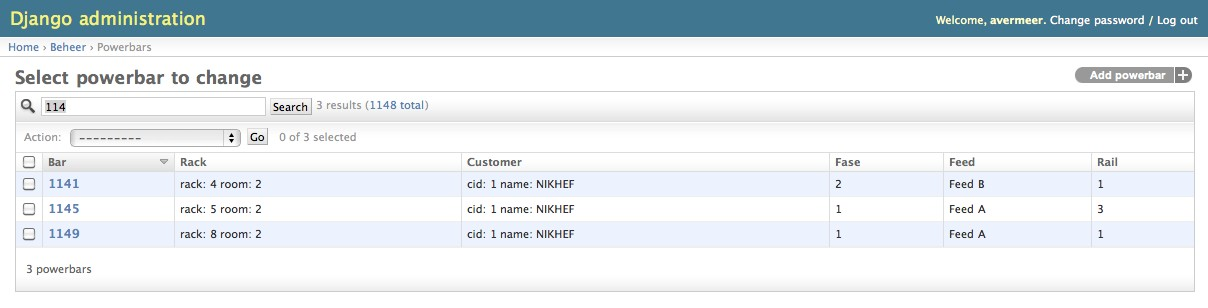 Django administration
Welcome, avermeer. Change password / Log out
Home › Beheer › Powerbars
Select powerbar to change
Add powerbar +
114 Search 3 results (1148 total)
Action: --------- Go 0 of 3 selected
Bar Rack Customer Fase Feed Rail
1141 rack: 4 room: 2 cid: 1 name: NIKHEF 2 Feed B 1
1145 rack: 5 room: 2 cid: 1 name: NIKHEF 1 Feed A 3
1149 rack: 8 room: 2 cid: 1 name: NIKHEF 1 Feed A 1
3 powerbars